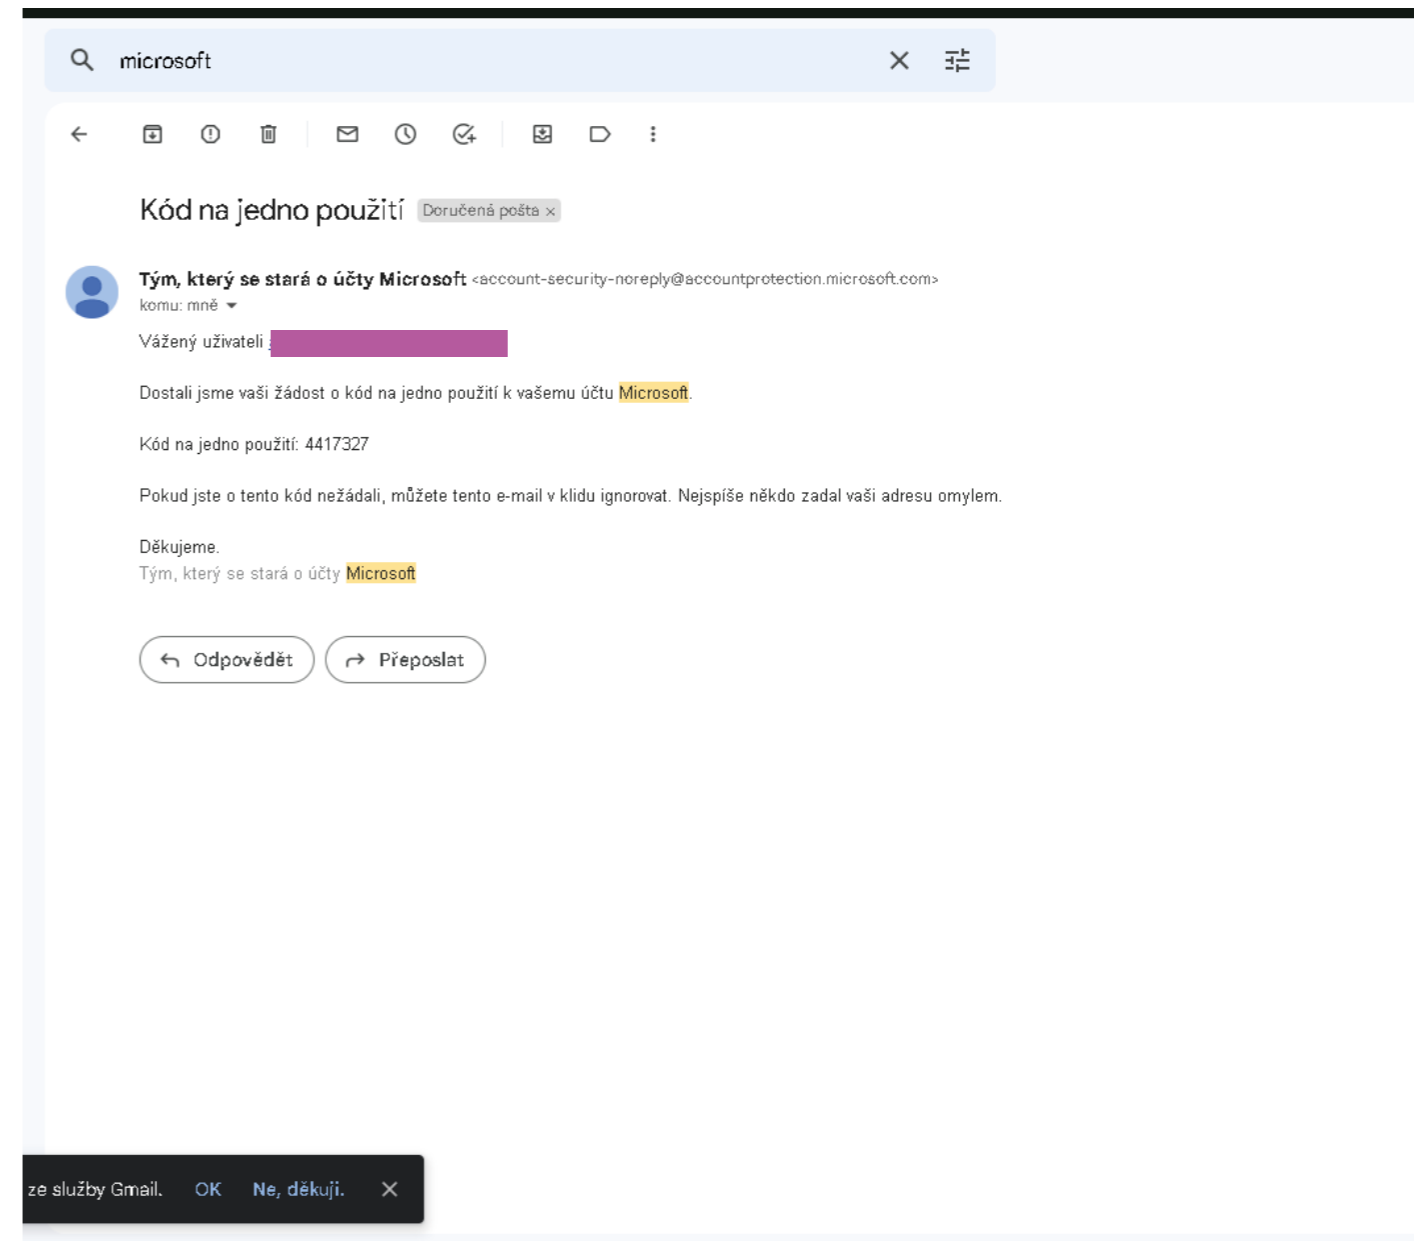 microsoft
Kód na jedno použití Doručená pošta ×
Tým, který se stará o účty Microsoft <account-security-noreply@accountprotection.microsoft.com>
komu: mně
Vážený uživateli
Dostali jsme vaši žádost o kód na jedno použití k vašemu účtu Microsoft.
Kód na jedno použití: 4417327
Pokud jste o tento kód nežádali, můžete tento e-mail v klidu ignorovat. Nejspíše někdo zadal vaši adresu omylem.
Děkujeme.
Tým, který se stará o účty Microsoft
Odpovědět Přeposlat
ze služby Gmail. OK Ne, děkuji.